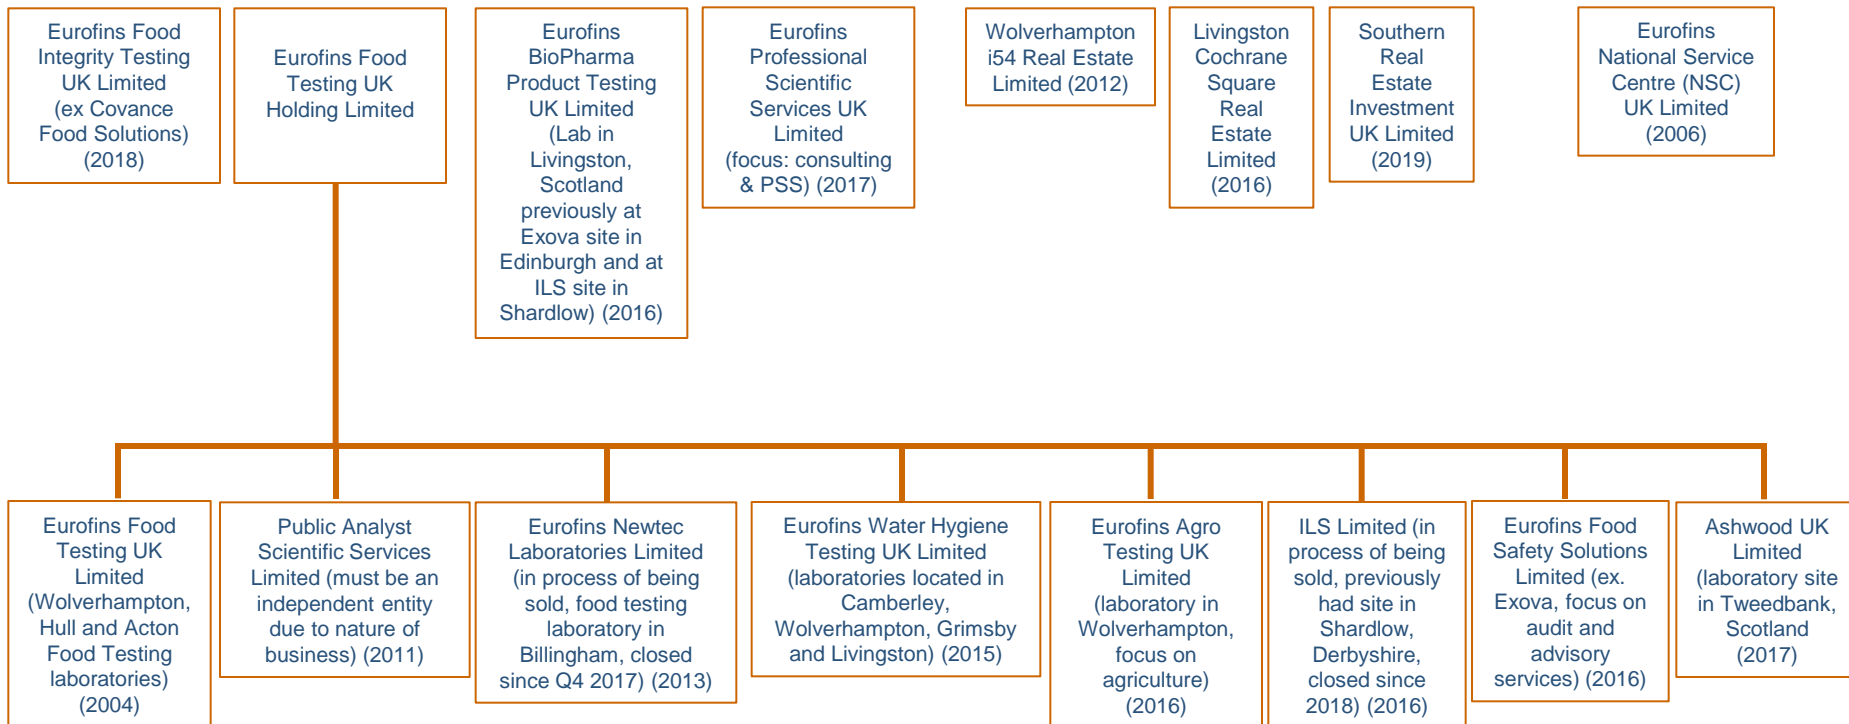 Eurofins Food
Integrity Testing
UK Limited
(ex Covance
Food Solutions)
(2018)
Eurofins Food
Testing UK
Holding Limited
Eurofins
BioPharma
Product Testing
UK Limited
(Lab in
Livingston,
Scotland
previously at
Exova site in
Edinburgh and at
ILS site in
Shardlow) (2016)
Eurofins
Professional
Scientific
Services UK
Limited
(focus: consulting
& PSS) (2017)
Wolverhampton
i54 Real Estate
Limited (2012)
Livingston
Cochrane
Square
Real
Estate
Limited
(2016)
Southern
Real
Estate
Investment
UK Limited
(2019)
Eurofins
National Service
Centre (NSC)
UK Limited
(2006)
Eurofins Food
Testing UK
Limited
(Wolverhampton,
Hull and Acton
Food Testing
laboratories)
(2004)
Public Analyst
Scientific Services
Limited (must be an
independent entity
due to nature of
business) (2011)
Eurofins Newtec
Laboratories Limited
(in process of being
sold, food testing
laboratory in
Billingham, closed
since Q4 2017) (2013)
Eurofins Water Hygiene
Testing UK Limited
(laboratories located in
Camberley,
Wolverhampton, Grimsby
and Livingston) (2015)
Eurofins Agro
Testing UK
Limited
(laboratory in
Wolverhampton,
focus on
agriculture)
(2016)
ILS Limited (in
process of being
sold, previously
had site in
Shardlow,
Derbyshire,
closed since
2018) (2016)
Eurofins Food
Safety Solutions
Limited (ex.
Exova, focus on
audit and
advisory
services) (2016)
Ashwood UK
Limited
(laboratory site
in Tweedbank,
Scotland
(2017)